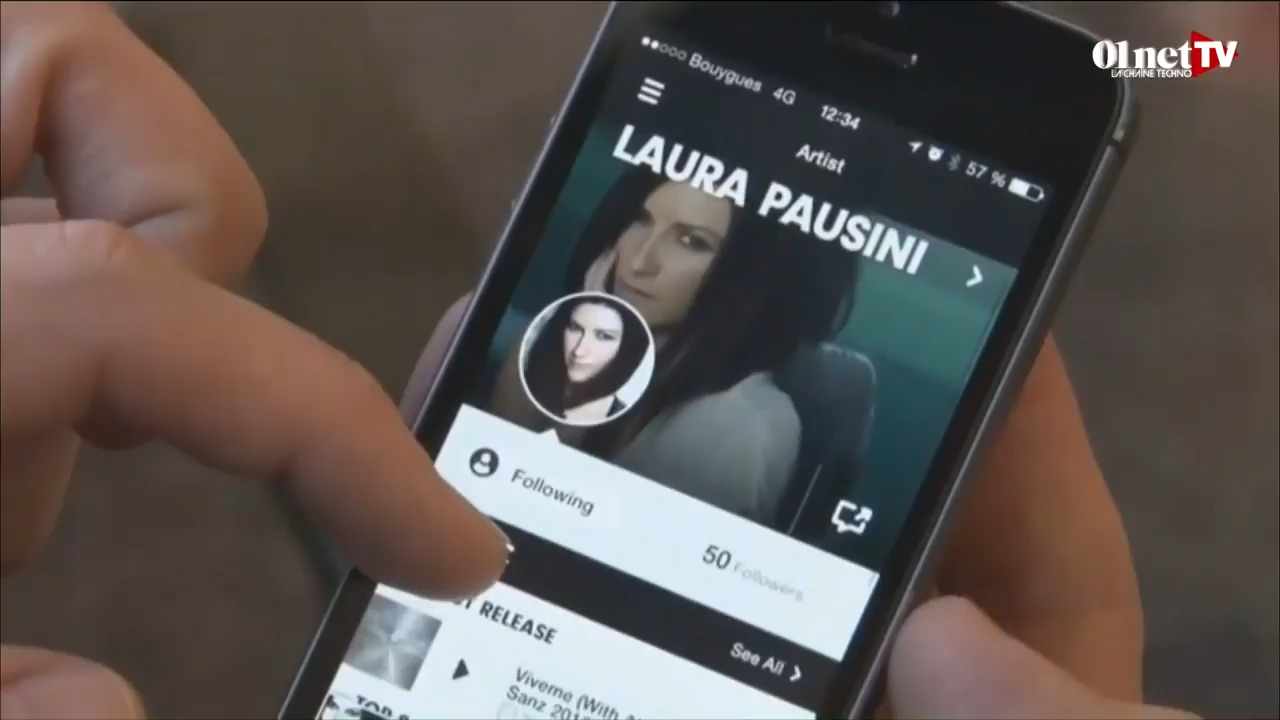 01netTV
LA CHAINE TECHNO
Bouygues 4G 12:34 57 %
Artist
LAURA PAUSINI
Following
50 Followers
RELEASE
See All
Viveme (With
Sanz